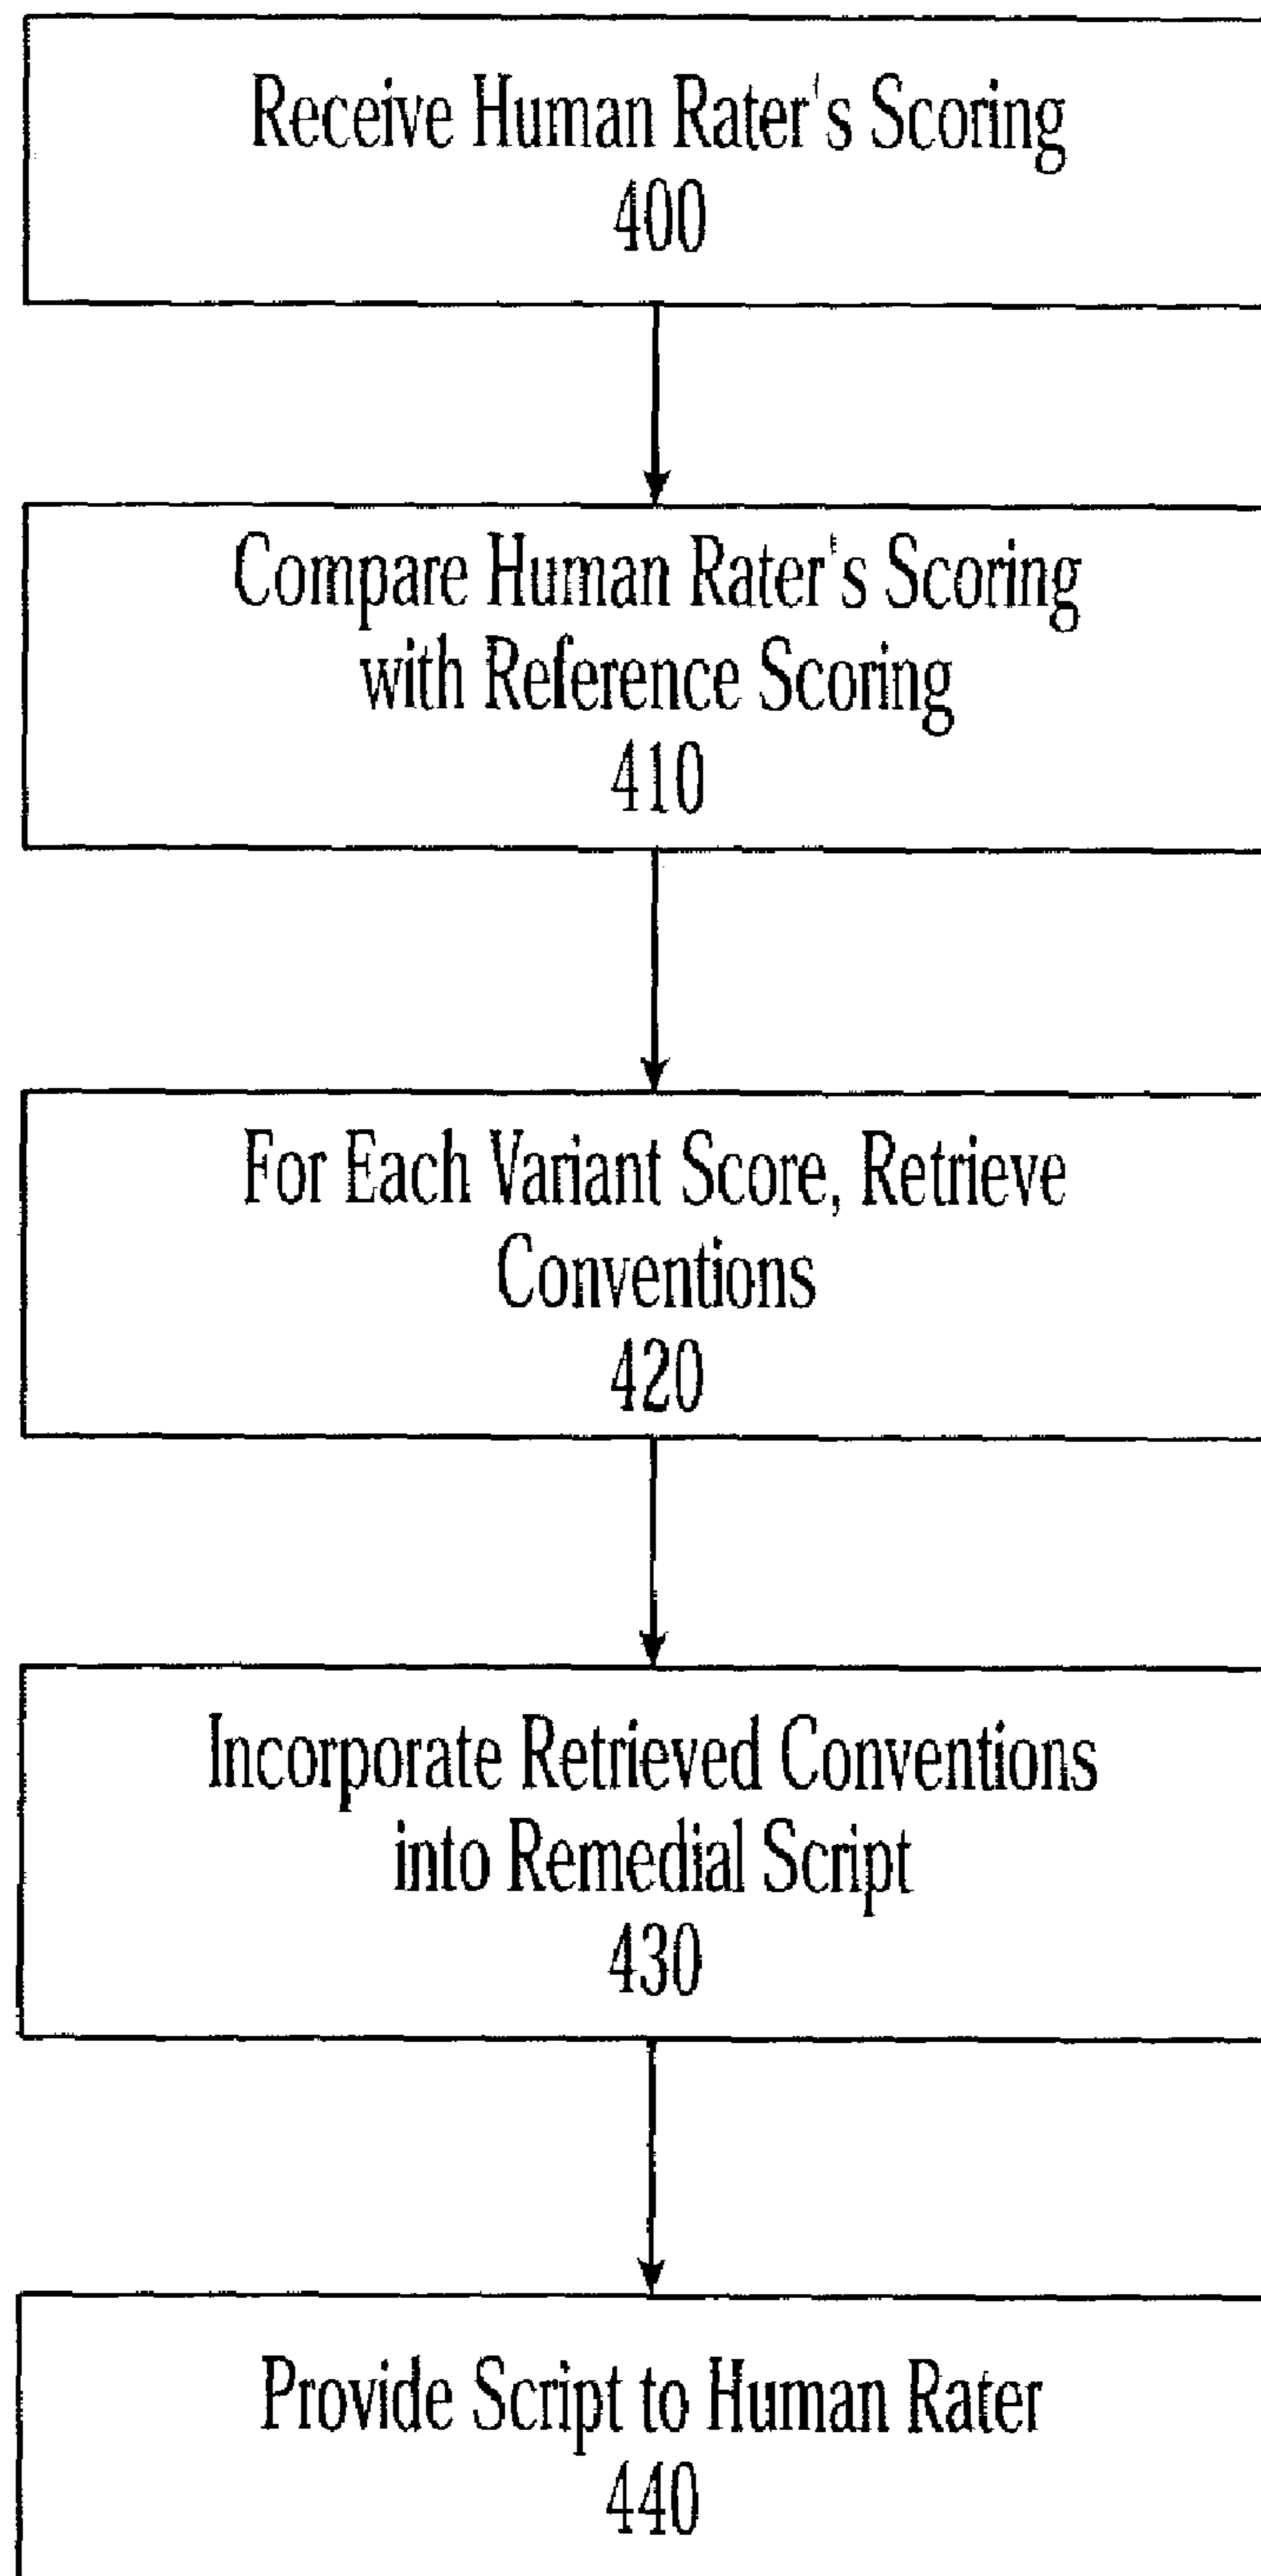 Receive Human Rater's Scoring
400
Compare Human Rater's Scoring
with Reference Scoring
410
For Each Variant Score, Retrieve
Conventions
420
Incorporate Retrieved Conventions
into Remedial Script
430
Provide Script to Human Rater
440